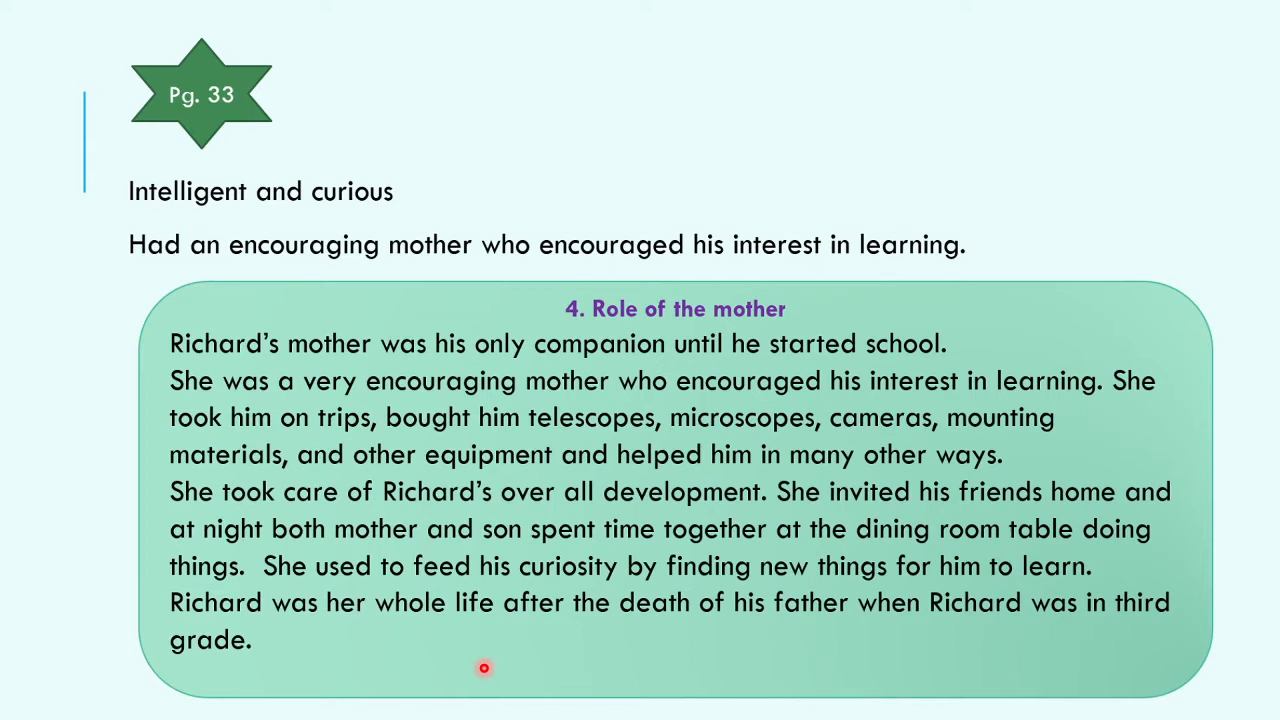 Pg. 33
Intelligent and curious
Had an encouraging mother who encouraged his interest in learning.
4. Role of the mother
Richard’s mother was his only companion until he started school.
She was a very encouraging mother who encouraged his interest in learning. She
took him on trips, bought him telescopes, microscopes, cameras, mounting
materials, and other equipment and helped him in many other ways.
She took care of Richard’s over all development. She invited his friends home and
at night both mother and son spent time together at the dining room table doing
things.  She used to feed his curiosity by finding new things for him to learn.
Richard was her whole life after the death of his father when Richard was in third
grade.